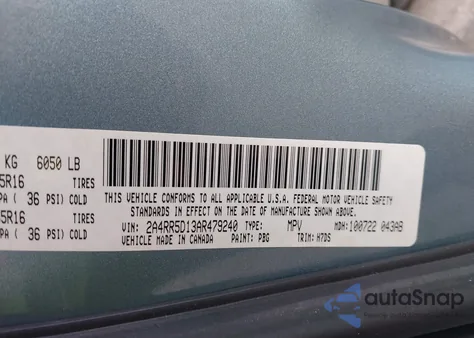 KG 6050 LB
5R16 TIRES
PA ( 36 PSI) COLD
5R16 TIRES
PA ( 36 PSI) COLD
THIS VEHICLE CONFORMS TO ALL APPLICABLE U.S.A. FEDERAL MOTOR VEHICLE SAFETY
STANDARDS IN EFFECT ON THE DATE OF MANUFACTURE SHOWN ABOVE.
VIN: 2A4RR5D13AR479240 TYPE: MPV MDH: 100722 043AB
VEHICLE MADE IN CANADA PAINT: PBG TRIM: H7DS
autaSnap